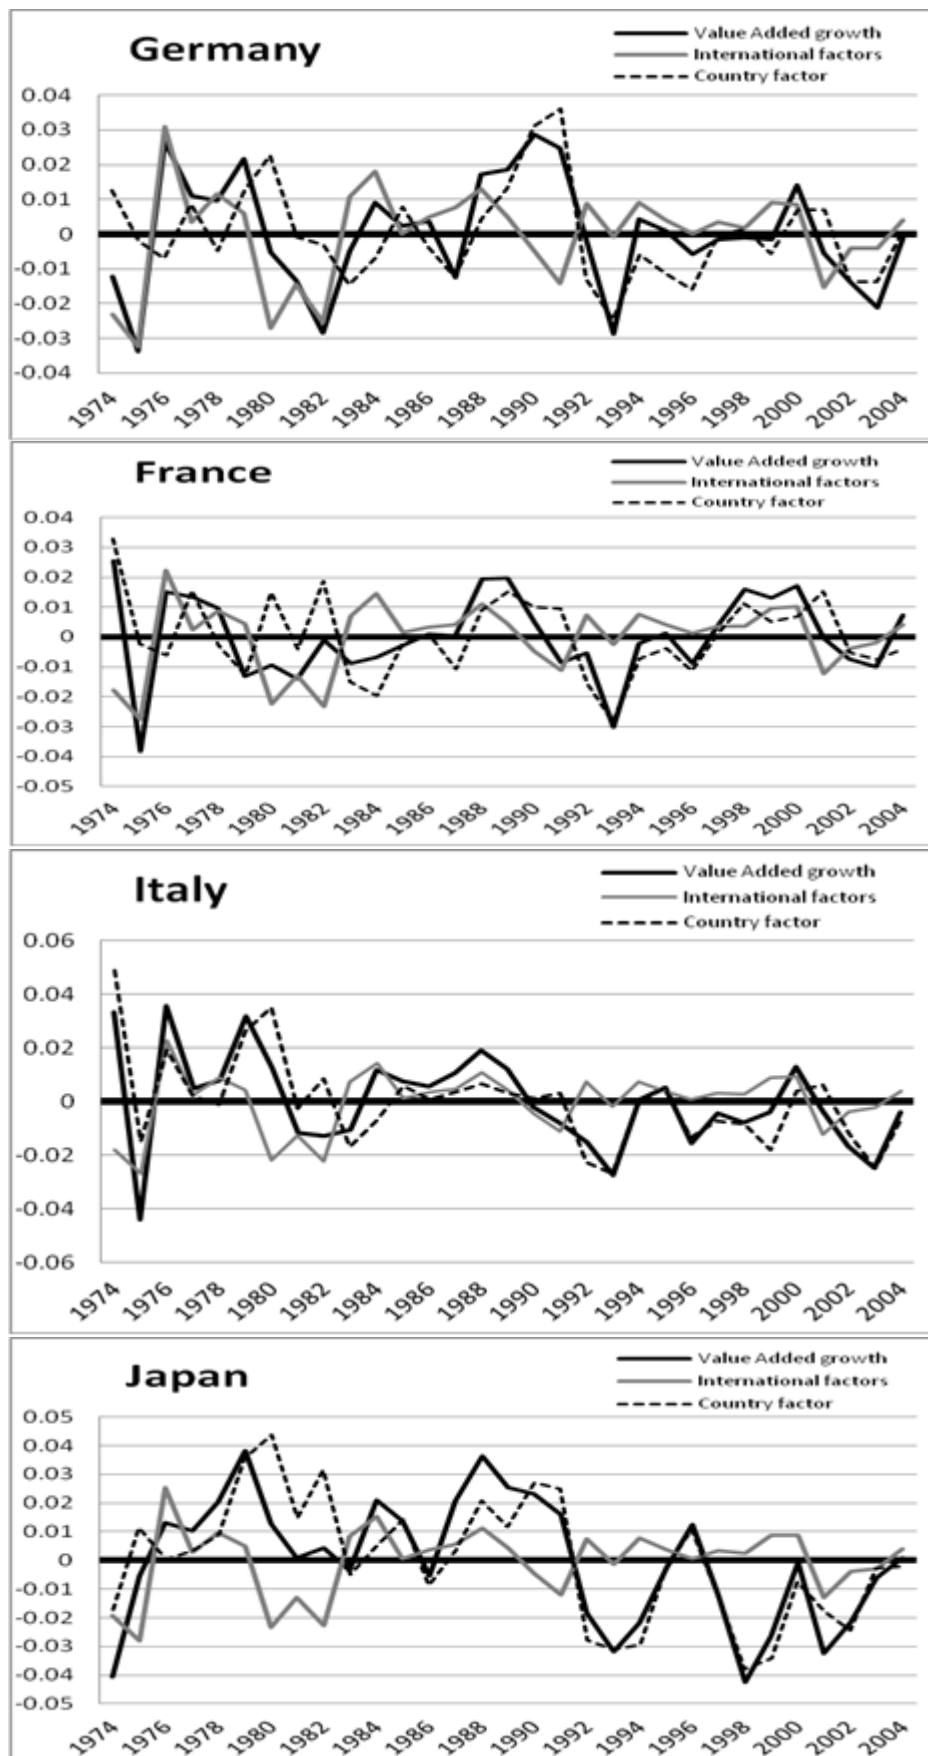 Germany
Value Added growth
International factors
Country factor
0.04
0.03
0.02
0.01
0
-0.01
-0.02
-0.03
-0.04
1974 1976 1978 1980 1982 1984 1986 1988 1990 1992 1994 1996 1998 2000 2002 2004
France
Value Added growth
International factors
Country factor
0.04
0.03
0.02
0.01
0
-0.01
-0.02
-0.03
-0.04
-0.05
1974 1976 1978 1980 1982 1984 1986 1988 1990 1992 1994 1996 1998 2000 2002 2004
Italy
Value Added growth
International factors
Country factor
0.06
0.04
0.02
0
-0.02
-0.04
-0.06
1974 1976 1978 1980 1982 1984 1986 1988 1990 1992 1994 1996 1998 2000 2002 2004
Japan
Value Added growth
International factors
Country factor
0.05
0.04
0.03
0.02
0.01
0
-0.01
-0.02
-0.03
-0.04
-0.05
1974 1976 1978 1980 1982 1984 1986 1988 1990 1992 1994 1996 1998 2000 2002 2004